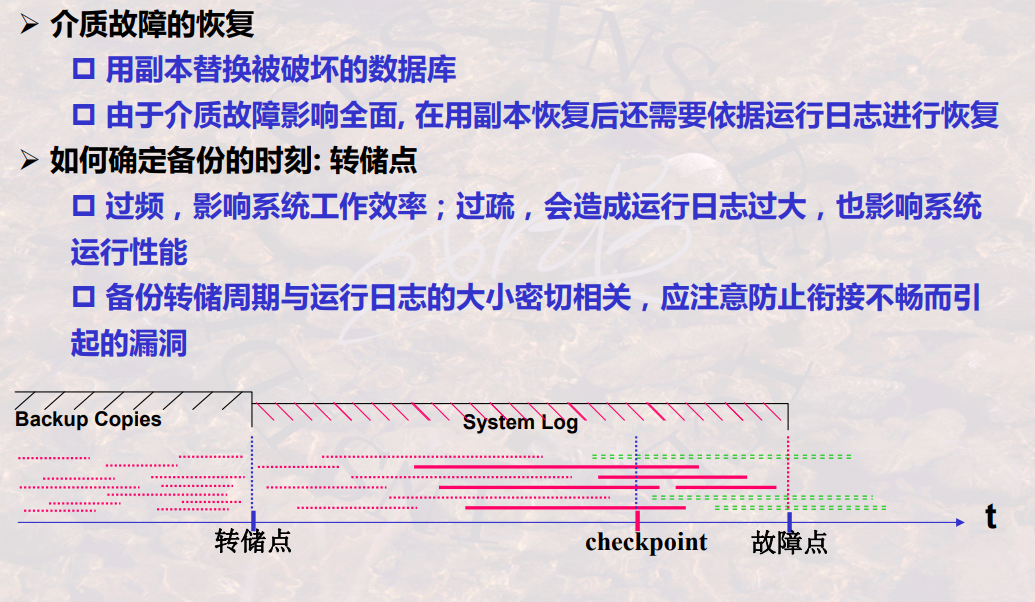 ➢ 介质故障的恢复
□ 用副本替换被破坏的数据库
□ 由于介质故障影响全面, 在用副本恢复后还需要依据运行日志进行恢复
➢ 如何确定备份的时刻: 转储点
□ 过频，影响系统工作效率；过疏，会造成运行日志过大，也影响系统
运行性能
□ 备份转储周期与运行日志的大小密切相关，应注意防止衔接不畅而引
起的漏洞
Backup Copies
System Log
t
转储点
checkpoint
故障点